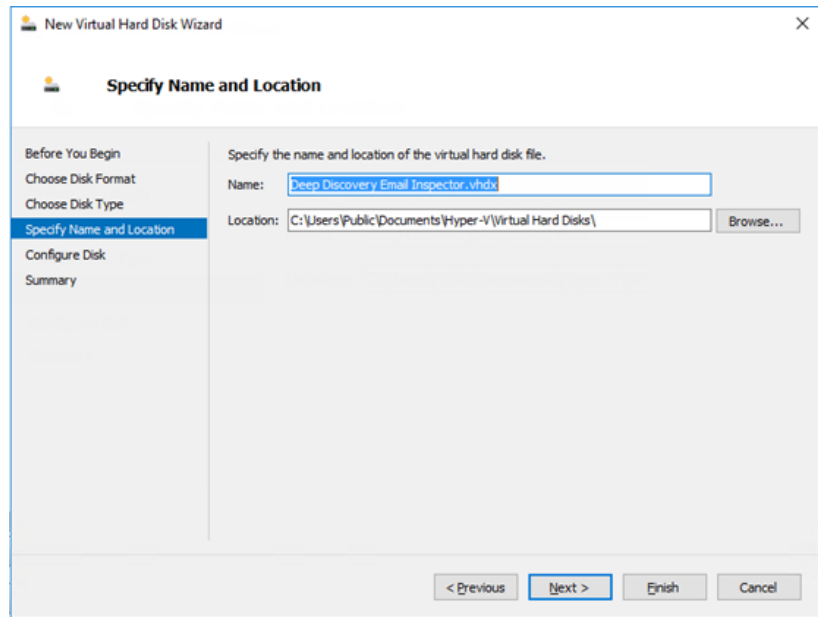 New Virtual Hard Disk Wizard
Specify Name and Location
Before You Begin
Choose Disk Format
Choose Disk Type
Specify Name and Location
Configure Disk
Summary
Specify the name and location of the virtual hard disk file.
Name: Deep Discovery Email Inspector.vhdx
Location: C:\Users\Public\Documents\Hyper-V\Virtual Hard Disks\ Browse...
< Previous Next > Finish Cancel